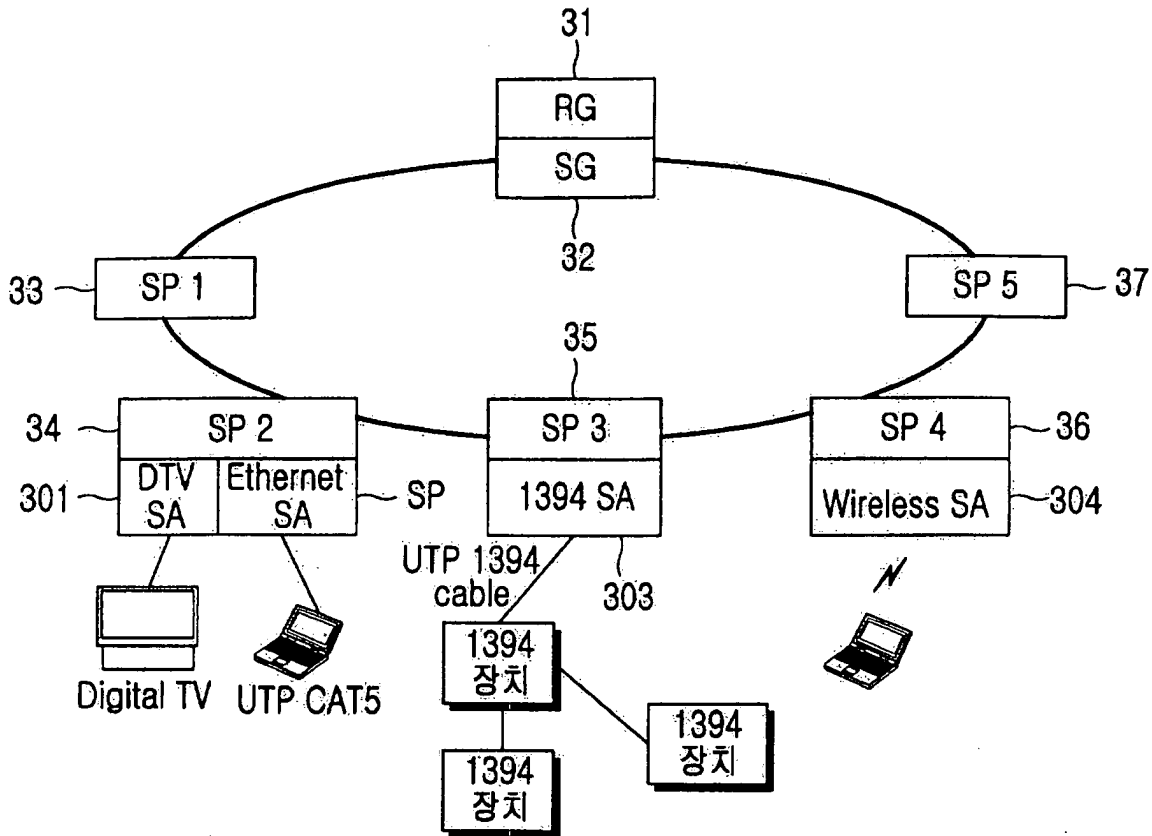 31
RG
SG
32
33
SP 1
SP 5
37
35
34
SP 2
SP 3
SP 4
36
301
DTV
SA
Ethernet
SA
SP
1394 SA
Wireless SA
304
UTP 1394
cable
303
Digital TV
UTP CAT5
1394
장치
1394
장치
1394
장치